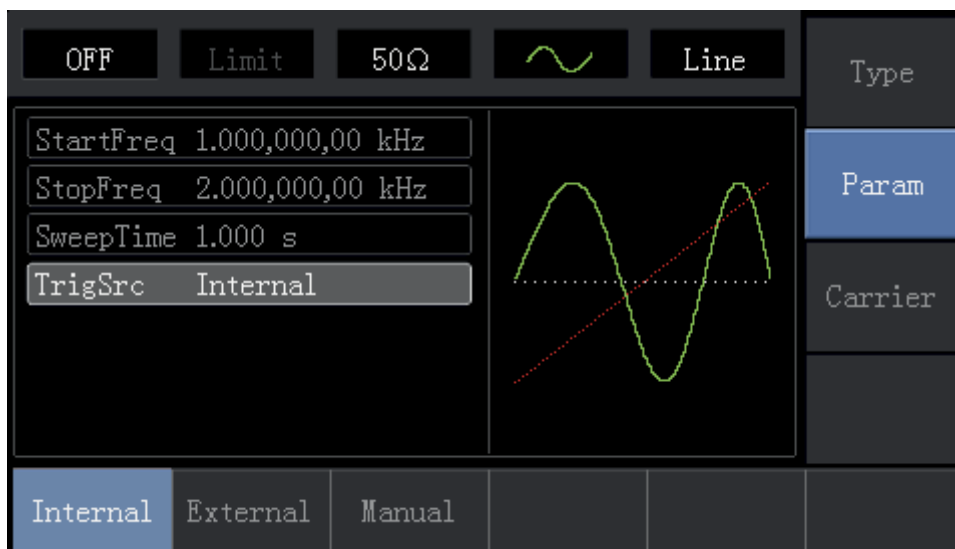 OFF Limit 50Ω Line
Type
StartFreq 1.000,000,00 kHz
StopFreq 2.000,000,00 kHz
Param
SweepTime 1.000 s
TrigSrc Internal
Carrier
Internal External Manual